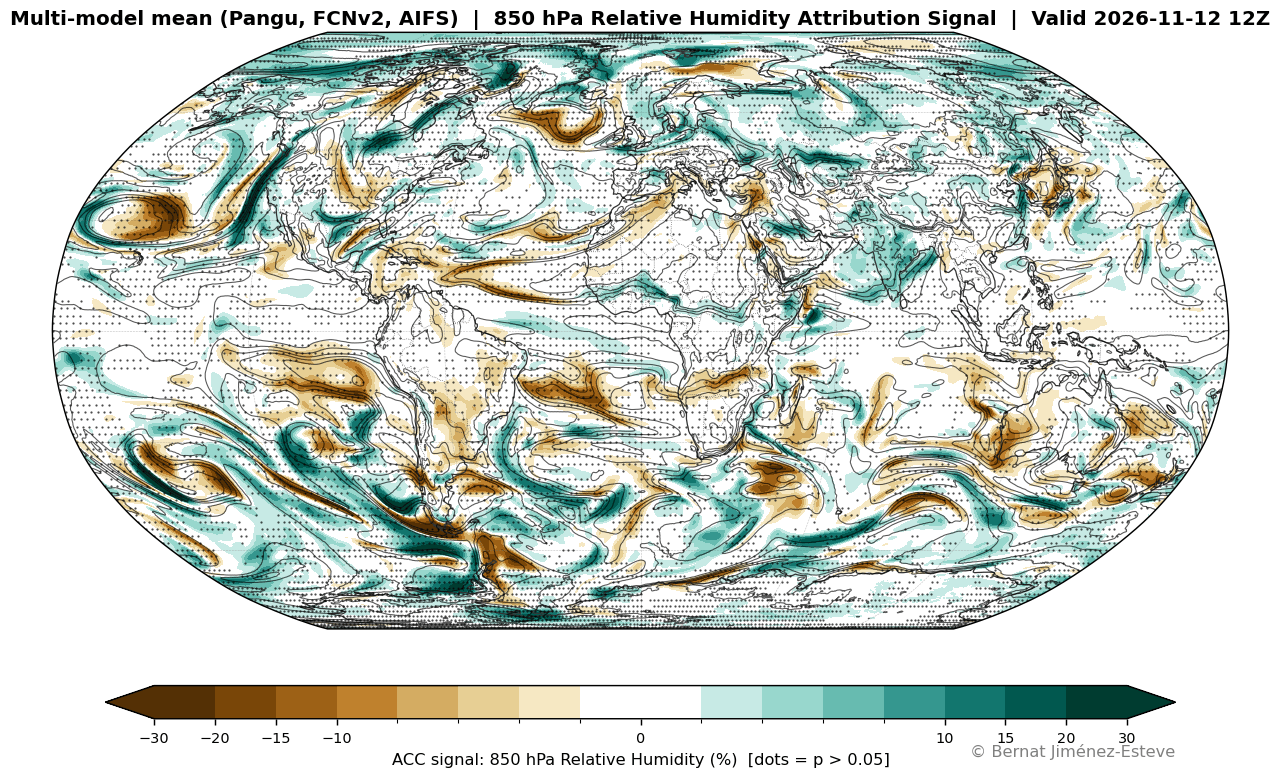 Multi-model mean (Pangu, FCNv2, AIFS)  |  850 hPa Relative Humidity Attribution Signal  |  Valid 2026-11-12 12Z
−30 −20 −15 −10 0 10 15 20 30
ACC signal: 850 hPa Relative Humidity (%)  [dots = p > 0.05]
© Bernat Jiménez-Esteve